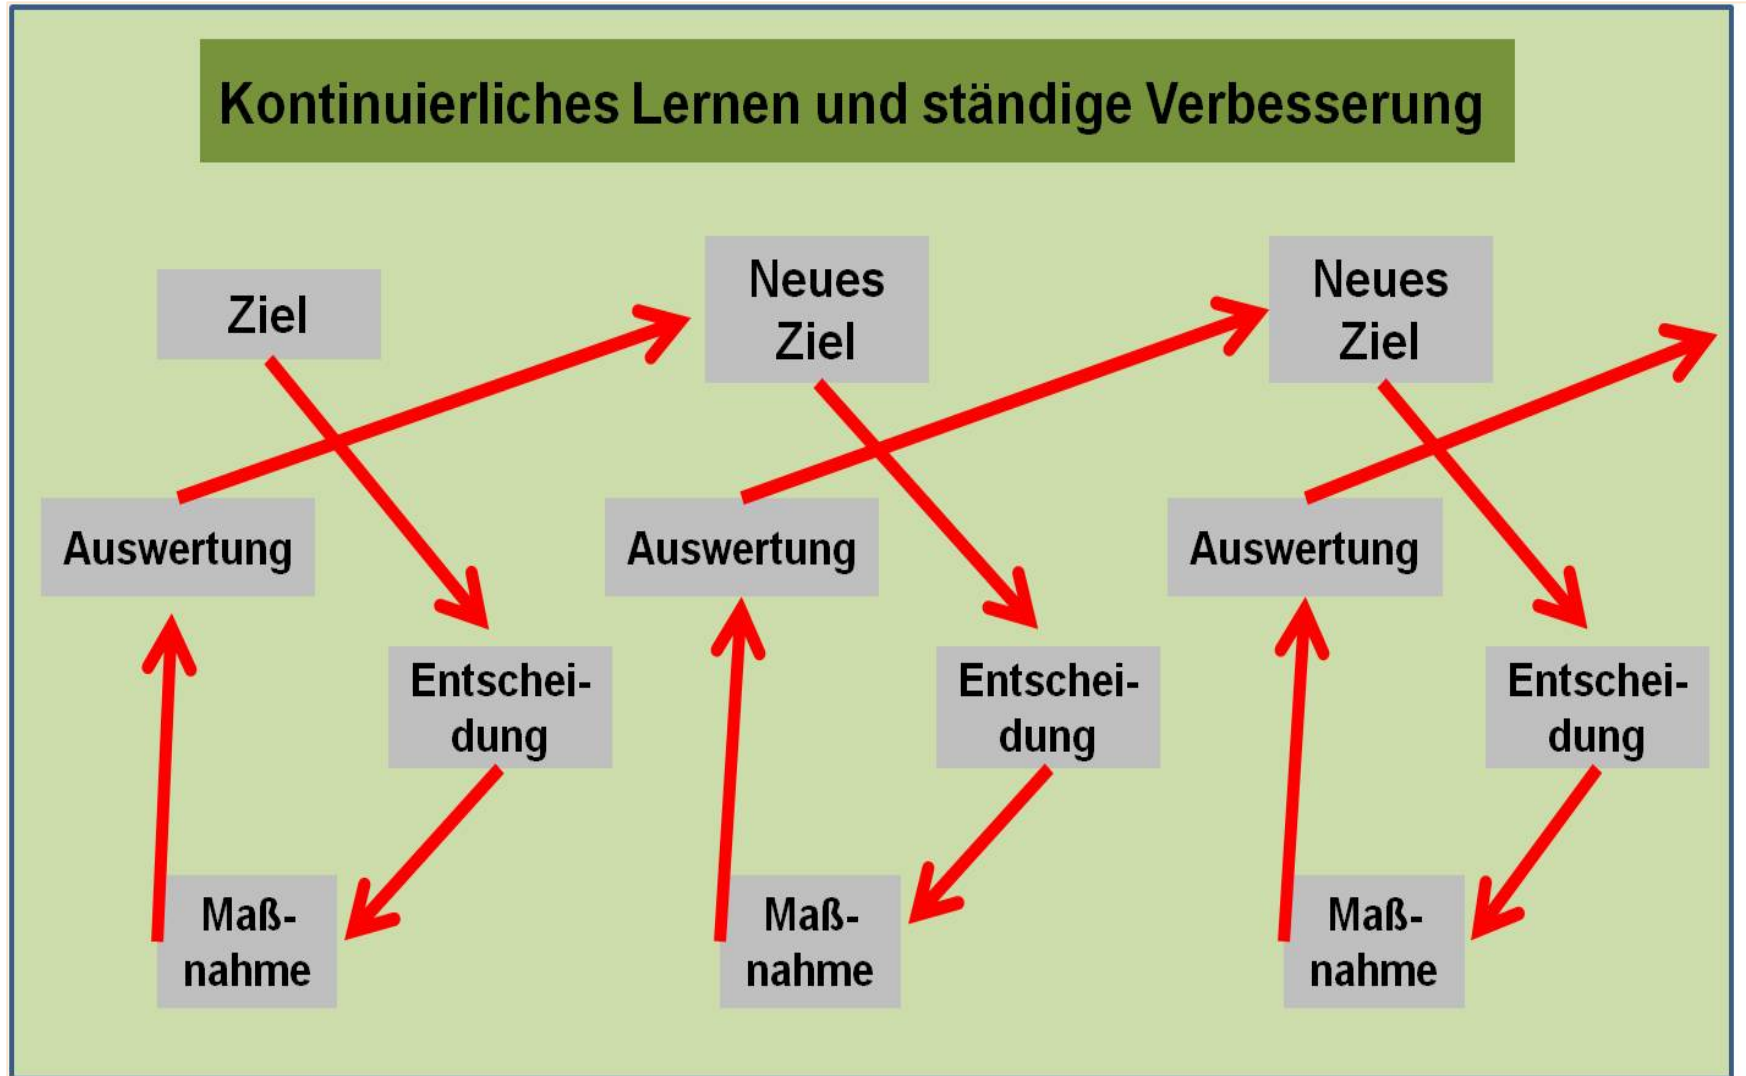 Kontinuierliches Lernen und ständige Verbesserung
Ziel
Neues
Ziel
Neues
Ziel
Auswertung
Auswertung
Auswertung
Entschei-
dung
Entschei-
dung
Entschei-
dung
Maß-
nahme
Maß-
nahme
Maß-
nahme